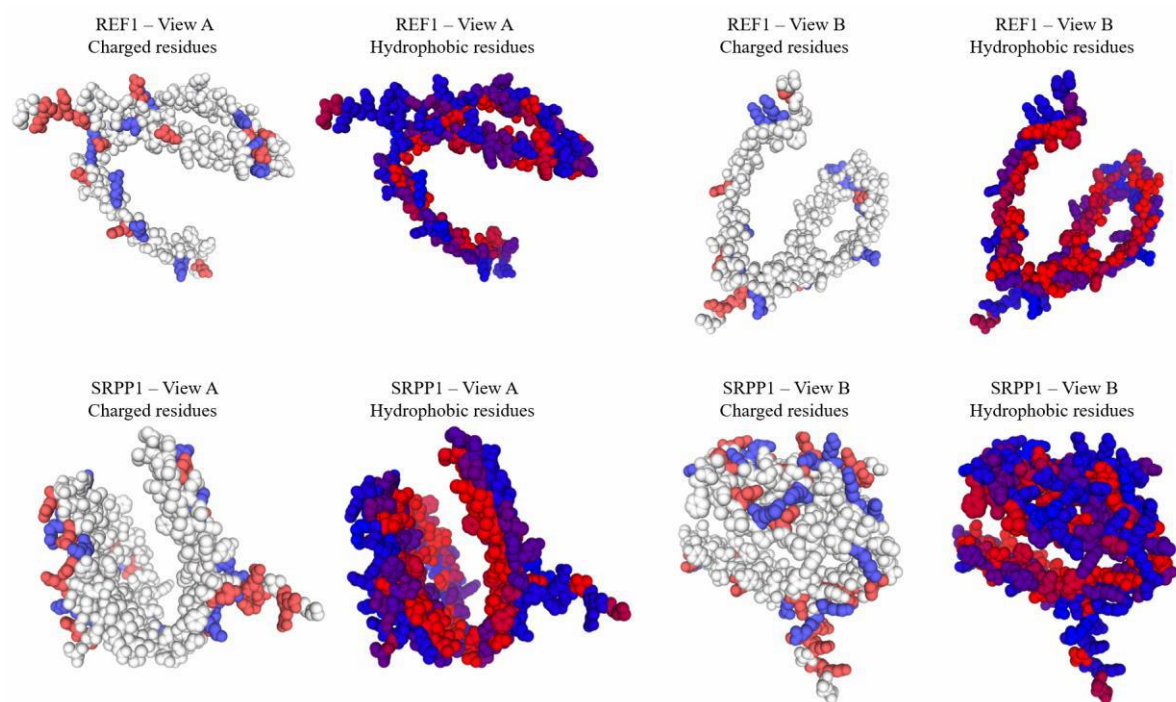 REF1 – View A
Charged residues
REF1 – View A
Hydrophobic residues
REF1 – View B
Charged residues
REF1 – View B
Hydrophobic residues
SRPP1 – View A
Charged residues
SRPP1 – View A
Hydrophobic residues
SRPP1 – View B
Charged residues
SRPP1 – View B
Hydrophobic residues